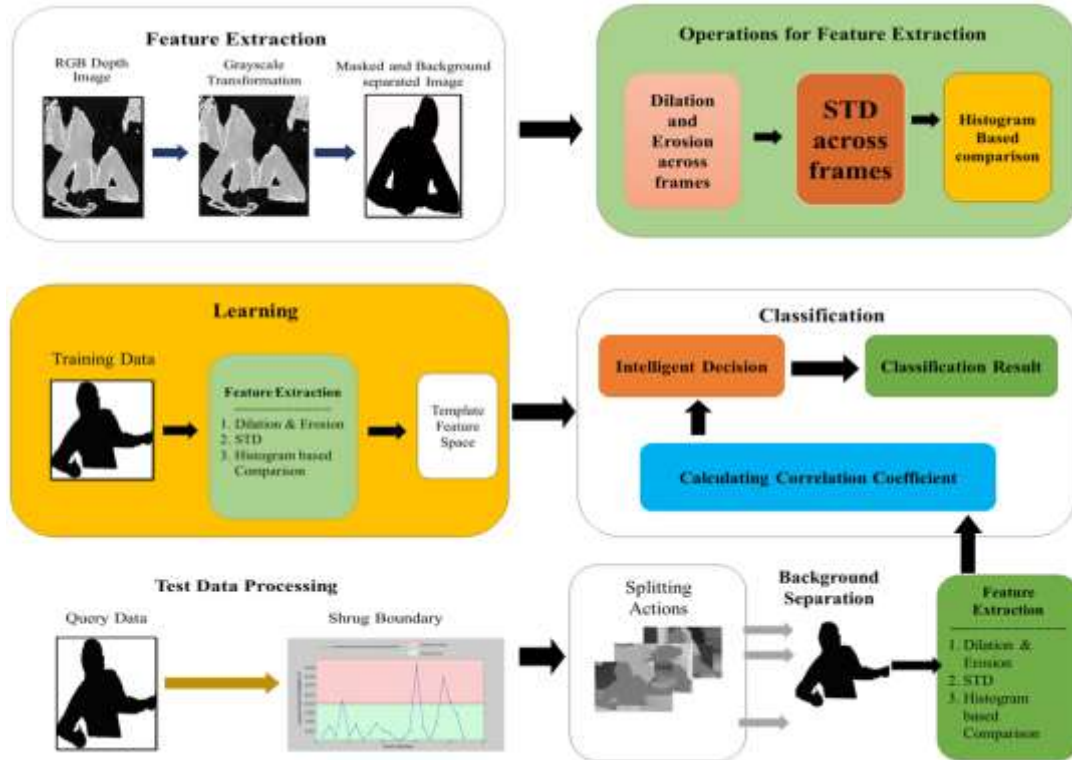 Feature Extraction
RGB Depth
Image
Grayscale
Transformation
Masked and Background
separated Image
Operations for Feature Extraction
Dilation
and
Erosion
across
frames
STD
across
frames
Histogram
Based
comparison
Learning
Training Data
Feature Extraction
1. Dilation & Erosion
2. STD
3. Histogram based
Comparison
Template
Feature
Space
Classification
Intelligent Decision
Classification Result
Calculating Correlation Coefficient
Test Data Processing
Query Data
Shrug Boundary
Splitting
Actions
Background
Separation
Feature
Extraction
1. Dilation &
Erosion
2. STD
3. Histogram
based
Comparison